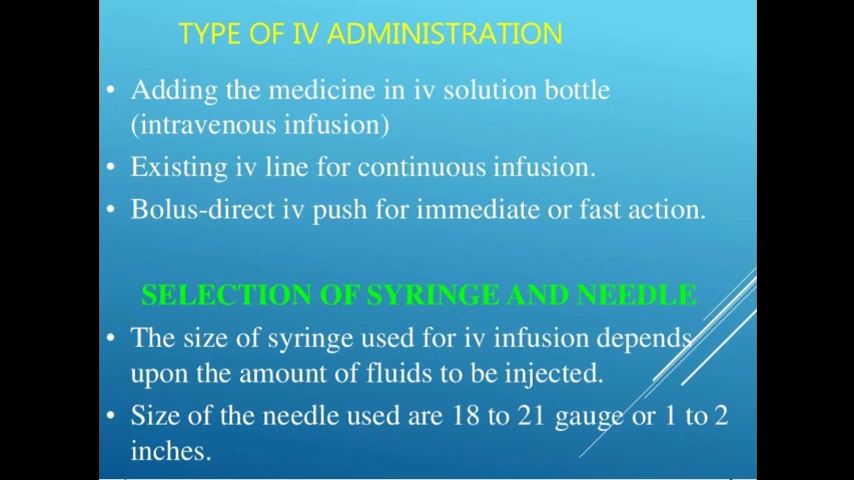 TYPE OF IV ADMINISTRATION
• Adding the medicine in iv solution bottle
(intravenous infusion)
• Existing iv line for continuous infusion.
• Bolus-direct iv push for immediate or fast action.
SELECTION OF SYRINGE AND NEEDLE
• The size of syringe used for iv infusion depends
upon the amount of fluids to be injected.
• Size of the needle used are 18 to 21 gauge or 1 to 2
inches.